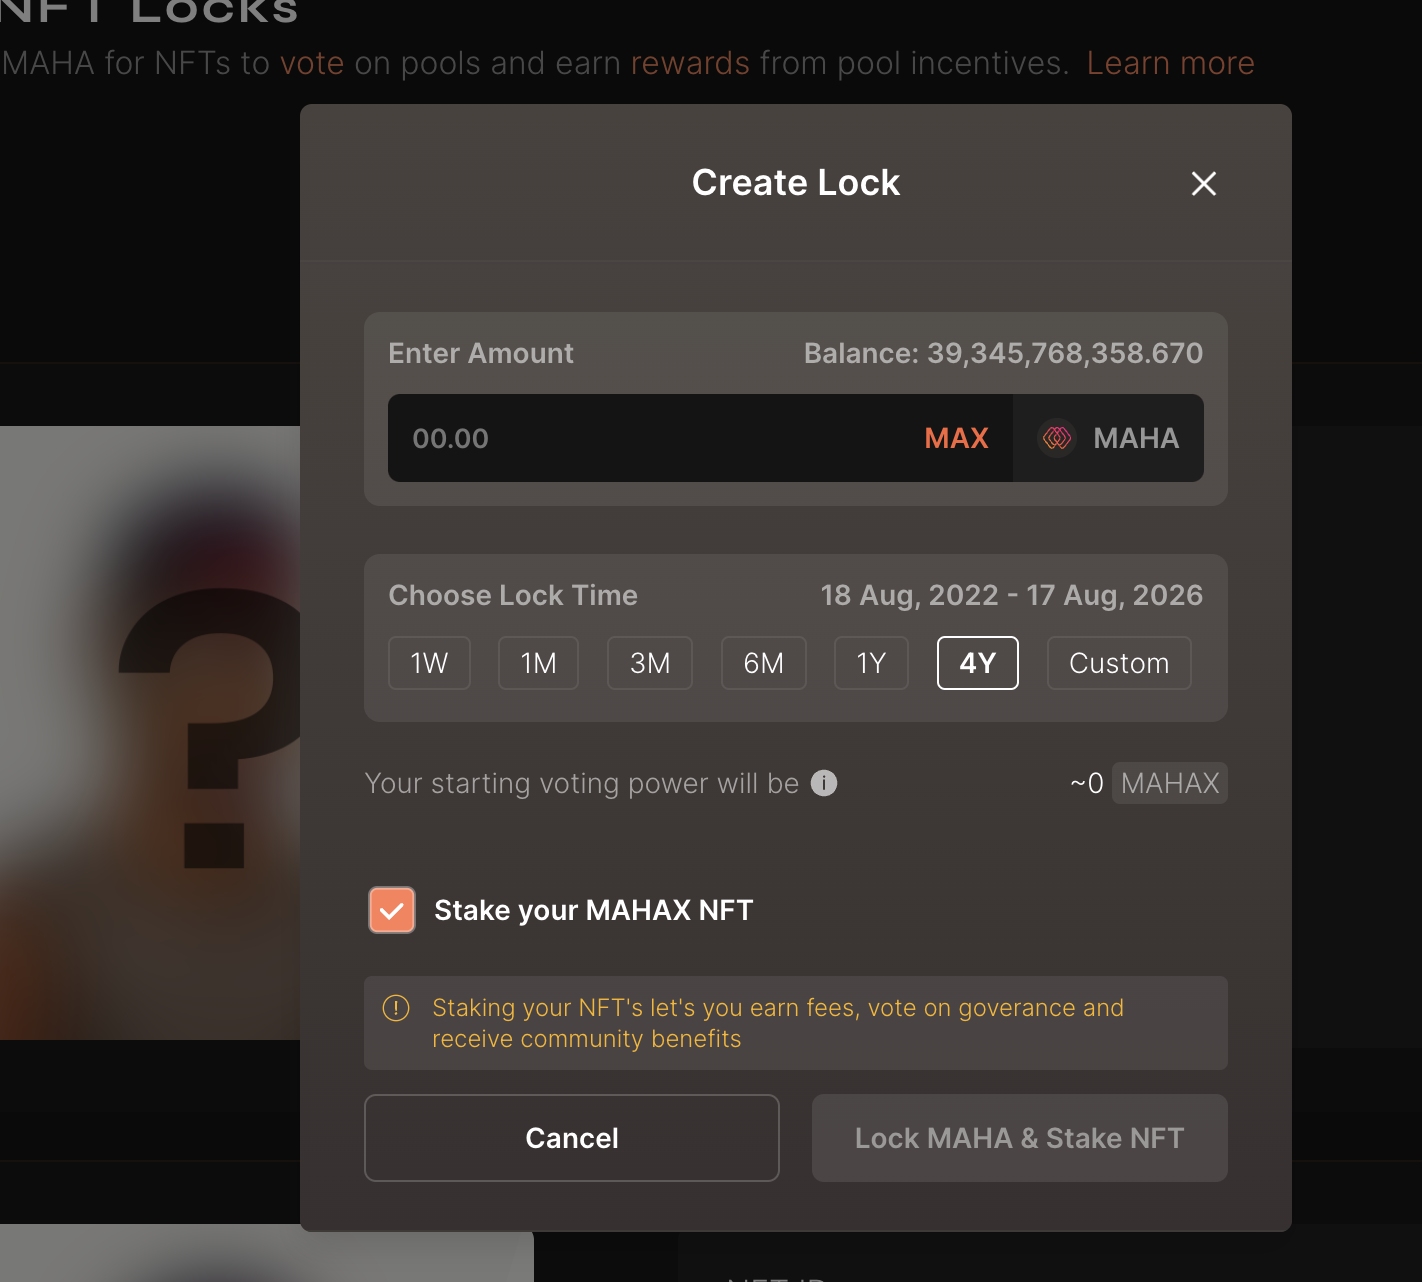 NFT Locks
MAHA for NFTs to vote on pools and earn rewards from pool incentives. Learn more
Create Lock
Enter Amount Balance: 39,345,768,358.670
00.00 MAX MAHA
Choose Lock Time 18 Aug, 2022 - 17 Aug, 2026
1W 1M 3M 6M 1Y 4Y Custom
Your starting voting power will be i ~0 MAHAX
?
Stake your MAHAX NFT
Staking your NFT's let's you earn fees, vote on goverance and
receive community benefits
Cancel Lock MAHA & Stake NFT
NFT ID